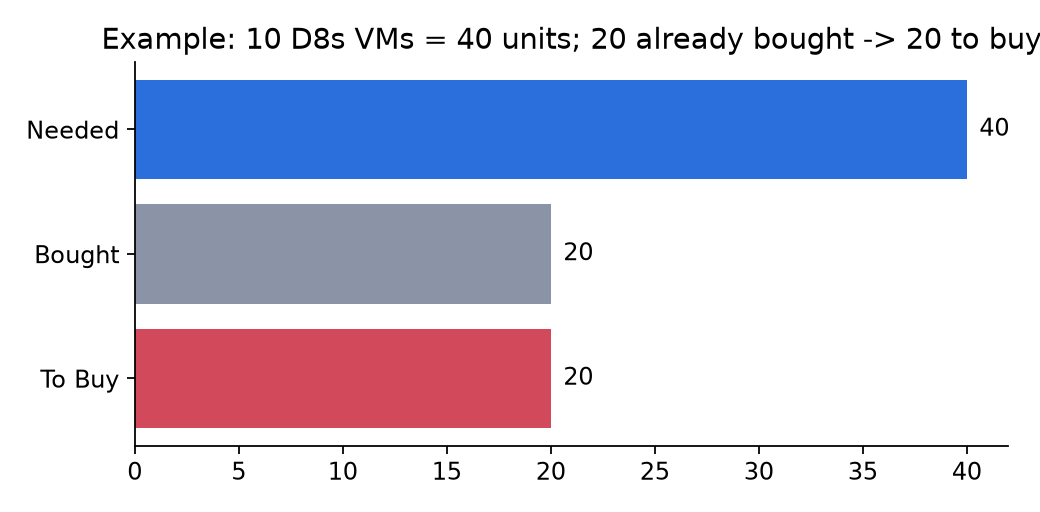 Example: 10 D8s VMs = 40 units; 20 already bought -> 20 to buy
Needed
40
Bought
20
To Buy
20
0 5 10 15 20 25 30 35 40